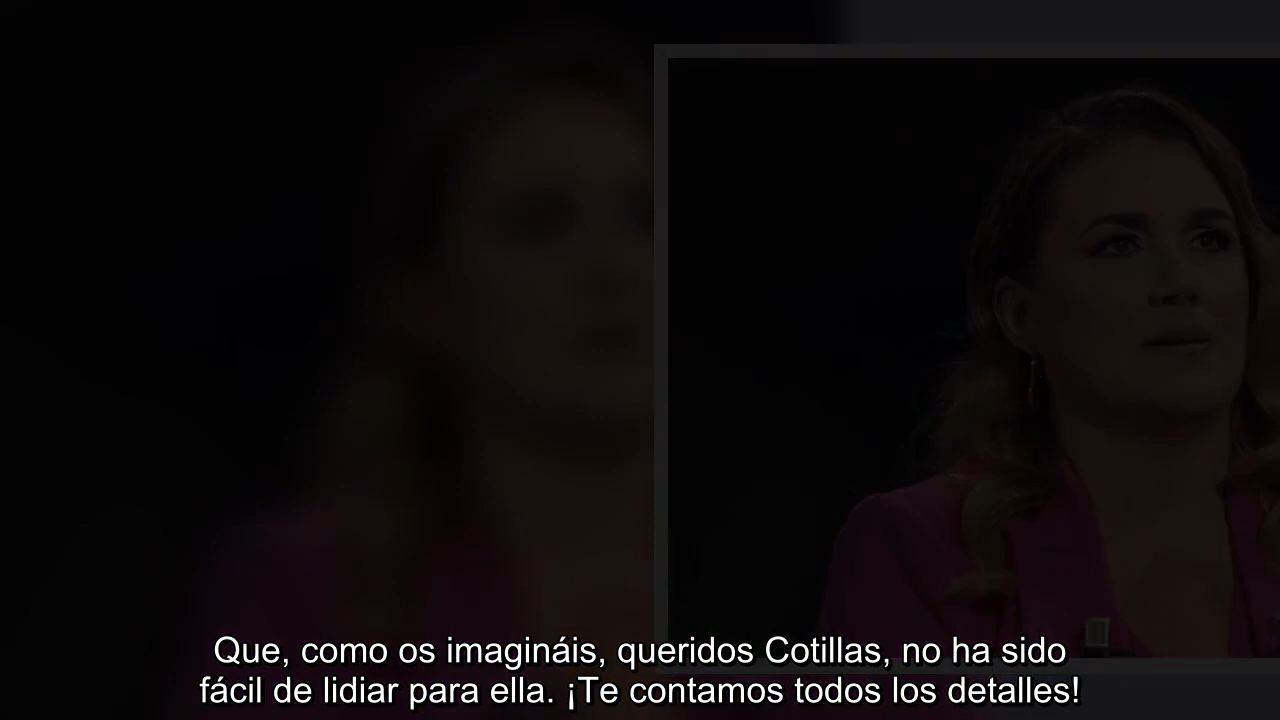 Que, como os imagináis, queridos Cotillas, no ha sido
fácil de lidiar para ella. ¡Te contamos todos los detalles!